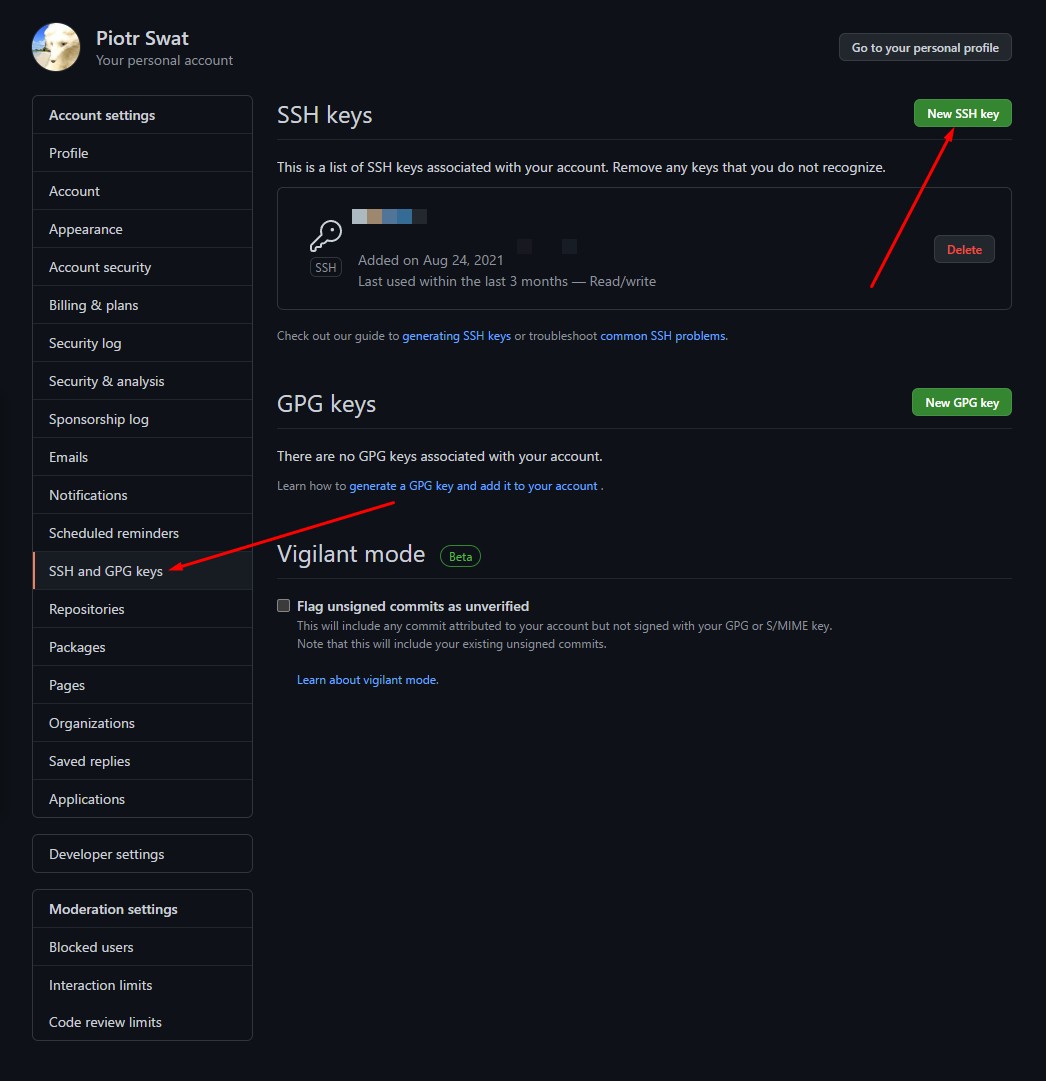 Piotr Swat
Your personal account
Go to your personal profile
Account settings
Profile
Account
Appearance
Account security
Billing & plans
Security log
Security & analysis
Sponsorship log
Emails
Notifications
Scheduled reminders
SSH and GPG keys
Repositories
Packages
Pages
Organizations
Saved replies
Applications
Developer settings
Moderation settings
Blocked users
Interaction limits
Code review limits
SSH keys
New SSH key
This is a list of SSH keys associated with your account. Remove any keys that you do not recognize.
SSH
Added on Aug 24, 2021
Last used within the last 3 months — Read/write
Delete
Check out our guide to generating SSH keys or troubleshoot common SSH problems.
GPG keys
New GPG key
There are no GPG keys associated with your account.
Learn how to generate a GPG key and add it to your account .
Vigilant mode Beta
Flag unsigned commits as unverified
This will include any commit attributed to your account but not signed with your GPG or S/MIME key.
Note that this will include your existing unsigned commits.
Learn about vigilant mode.